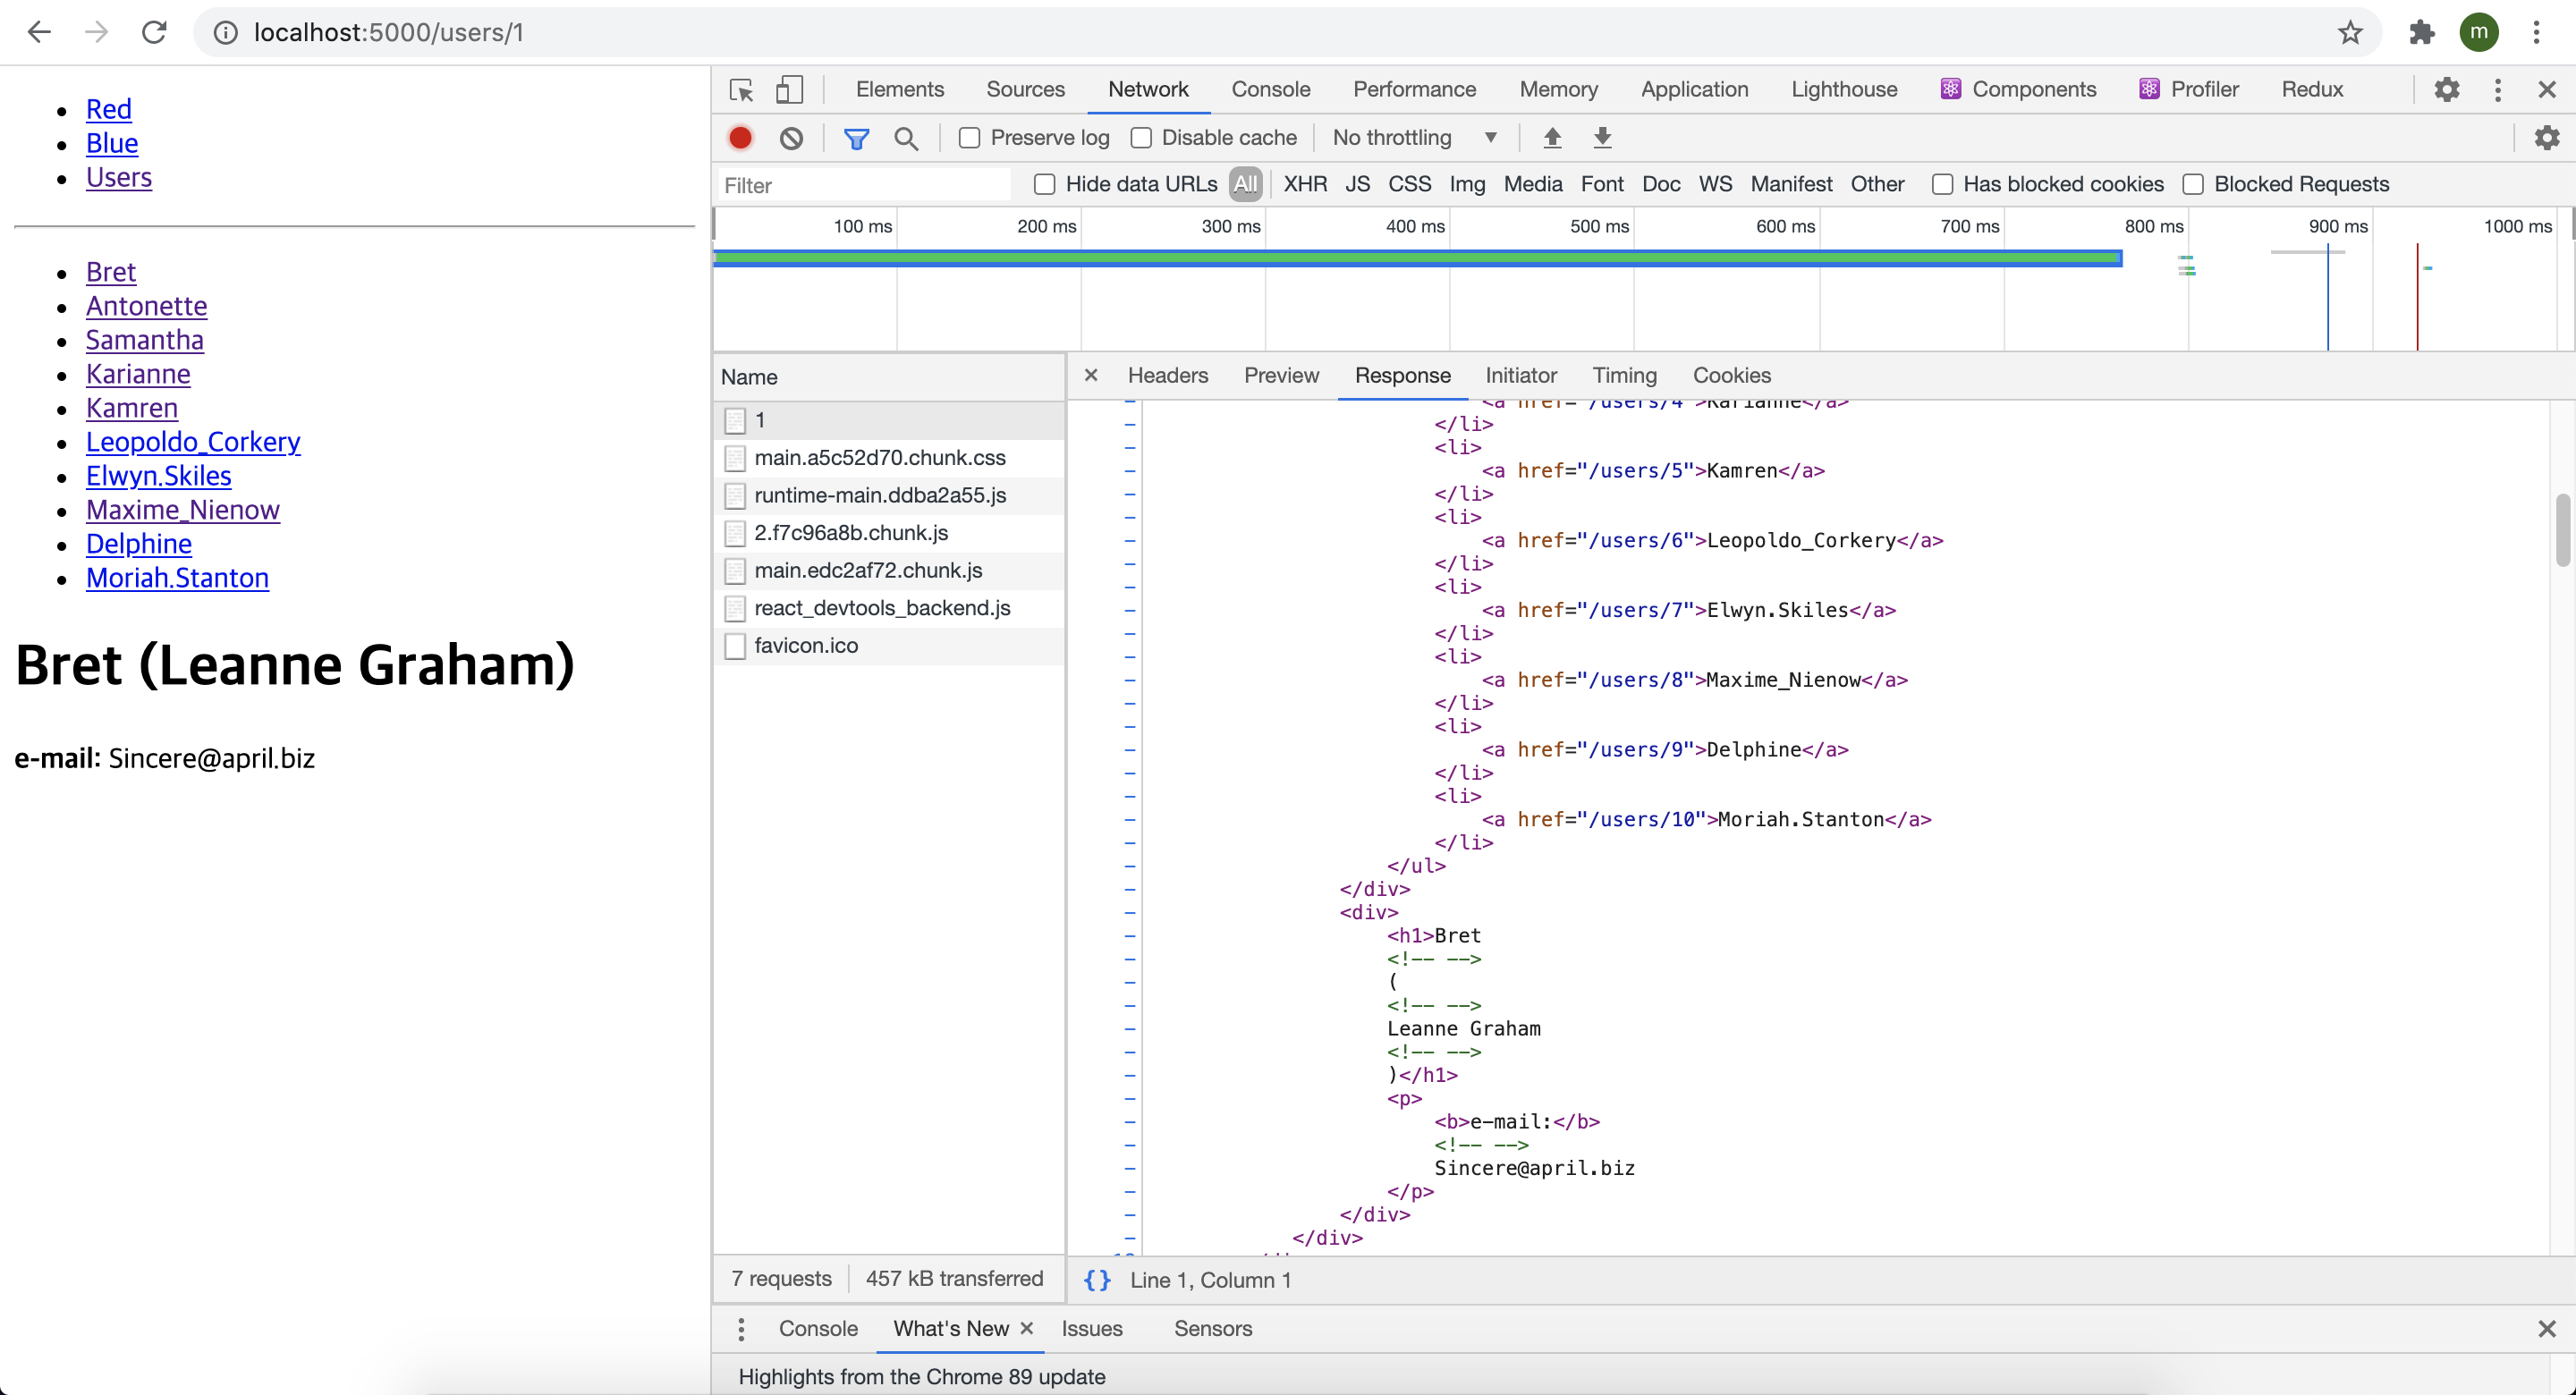 localhost:5000/users/1
m
Red
Blue
Users
Bret
Antonette
Samantha
Karianne
Kamren
Leopoldo_Corkery
Elwyn.Skiles
Maxime_Nienow
Delphine
Moriah.Stanton
Bret (Leanne Graham)
e-mail: Sincere@april.biz
Elements Sources Network Console Performance Memory Application Lighthouse Components Profiler Redux
Preserve log Disable cache No throttling
Filter Hide data URLs All XHR JS CSS Img Media Font Doc WS Manifest Other Has blocked cookies Blocked Requests
100 ms 200 ms 300 ms 400 ms 500 ms 600 ms 700 ms 800 ms 900 ms 1000 ms
Name
1
main.a5c52d70.chunk.css
runtime-main.ddba2a55.js
2.f7c96a8b.chunk.js
main.edc2af72.chunk.js
react_devtools_backend.js
favicon.ico
7 requests 457 kB transferred
× Headers Preview Response Initiator Timing Cookies
<a href="/users/4">Karianne</a>
</li>
<li>
<a href="/users/5">Kamren</a>
</li>
<li>
<a href="/users/6">Leopoldo_Corkery</a>
</li>
<li>
<a href="/users/7">Elwyn.Skiles</a>
</li>
<li>
<a href="/users/8">Maxime_Nienow</a>
</li>
<li>
<a href="/users/9">Delphine</a>
</li>
<li>
<a href="/users/10">Moriah.Stanton</a>
</li>
</ul>
</div>
<div>
<h1>Bret
<!-- -->
(
<!-- -->
Leanne Graham
<!-- -->
)</h1>
<p>
<b>e-mail:</b>
<!-- -->
Sincere@april.biz
</p>
</div>
</div>
{} Line 1, Column 1
Console What's New × Issues Sensors
Highlights from the Chrome 89 update